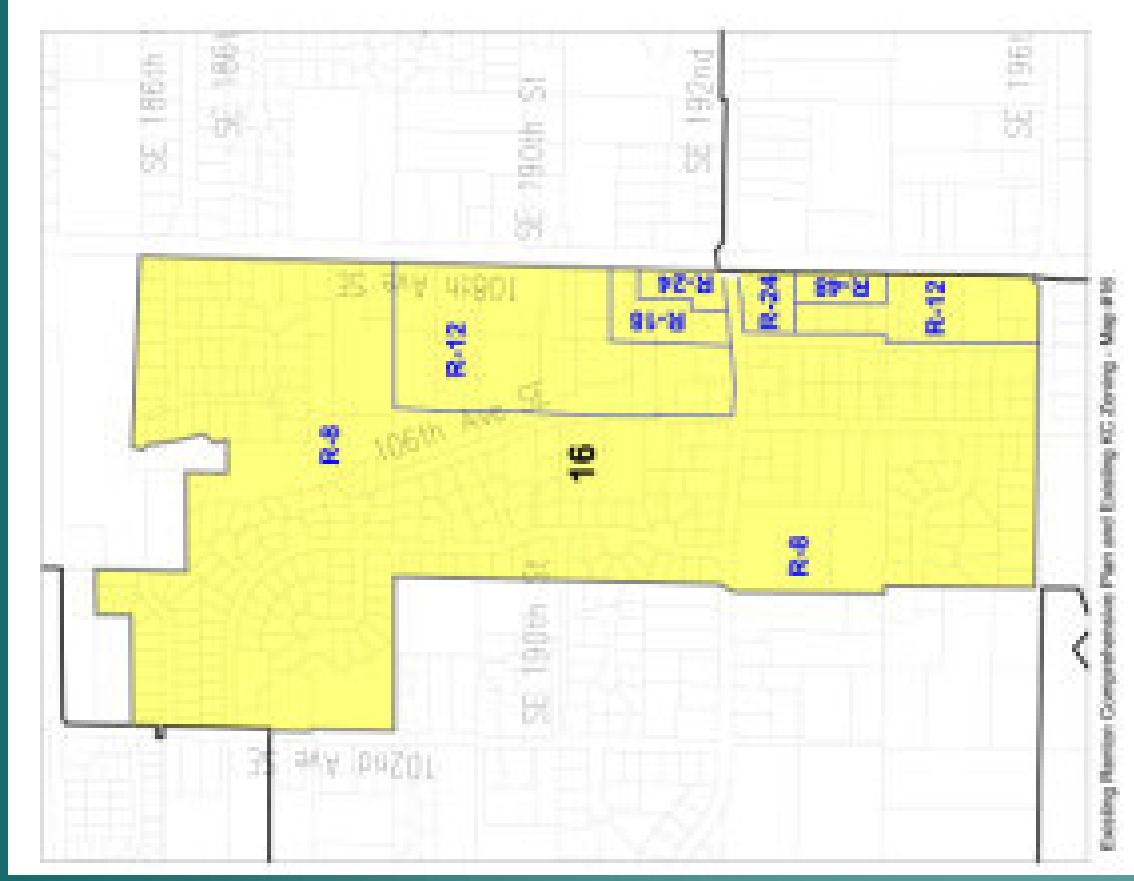 SE 186th
SE 186th
SE 190th St
SE 192nd
SE 196th
108th Ave SE
R-24
R-18
R-24
R-48
R-12
R-12
R-8
106th Ave SE
16
R-8
SE 190th St
102nd Ave SE
Existing Renton Comprehensive Plan and Existing KC Zoning - Map #16